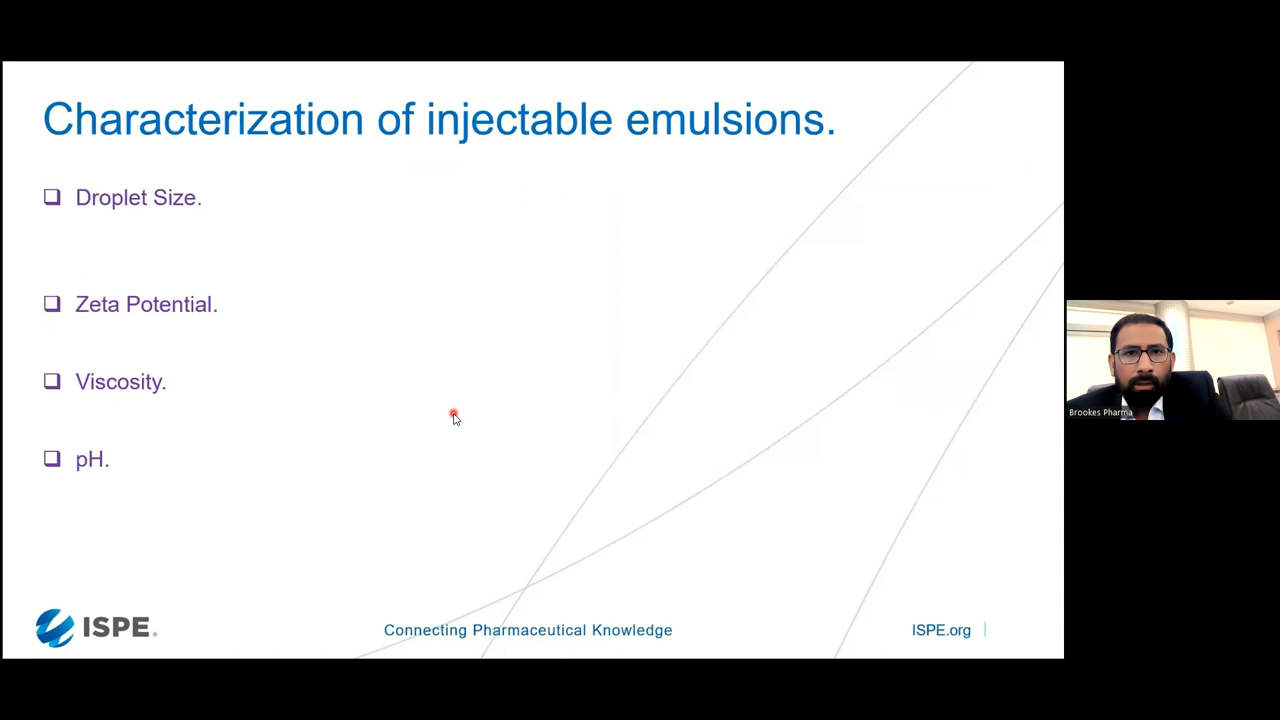 Characterization of injectable emulsions.
❑ Droplet Size.
❑ Zeta Potential.
❑ Viscosity.
❑ pH.
ISPE®
Connecting Pharmaceutical Knowledge
ISPE.org
Brookes Pharma